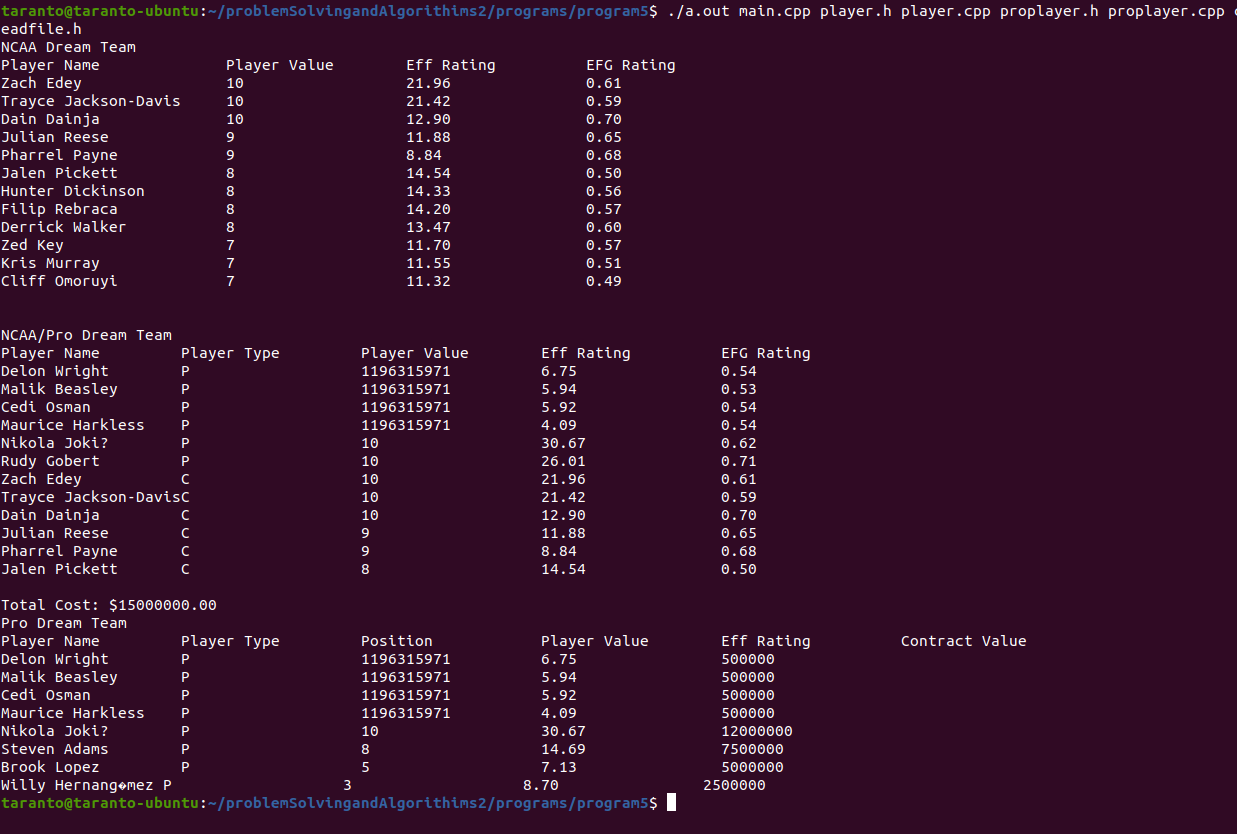 taranto@taranto-ubuntu:~/problemSolvingandAlgorithims2/programs/program5$ ./a.out main.cpp player.h player.cpp proplayer.h proplayer.cpp
eadfile.h
NCAA Dream Team
Player Name Player Value Eff Rating EFG Rating
Zach Edey 10 21.96 0.61
Trayce Jackson-Davis 10 21.42 0.59
Dain Dainja 10 12.90 0.70
Julian Reese 9 11.88 0.65
Pharrel Payne 9 8.84 0.68
Jalen Pickett 8 14.54 0.50
Hunter Dickinson 8 14.33 0.56
Filip Rebraca 8 14.20 0.57
Derrick Walker 8 13.47 0.60
Zed Key 7 11.70 0.57
Kris Murray 7 11.55 0.51
Cliff Omoruyi 7 11.32 0.49
NCAA/Pro Dream Team
Player Name Player Type Player Value Eff Rating EFG Rating
Delon Wright P 1196315971 6.75 0.54
Malik Beasley P 1196315971 5.94 0.53
Cedi Osman P 1196315971 5.92 0.54
Maurice Harkless P 1196315971 4.09 0.54
Nikola Joki? P 10 30.67 0.62
Rudy Gobert P 10 26.01 0.71
Zach Edey C 10 21.96 0.61
Trayce Jackson-DavisC 10 21.42 0.59
Dain Dainja C 10 12.90 0.70
Julian Reese C 9 11.88 0.65
Pharrel Payne C 9 8.84 0.68
Jalen Pickett C 8 14.54 0.50
Total Cost: $15000000.00
Pro Dream Team
Player Name Player Type Position Player Value Eff Rating Contract Value
Delon Wright P 1196315971 6.75 500000
Malik Beasley P 1196315971 5.94 500000
Cedi Osman P 1196315971 5.92 500000
Maurice Harkless P 1196315971 4.09 500000
Nikola Joki? P 10 30.67 12000000
Steven Adams P 8 14.69 7500000
Brook Lopez P 5 7.13 5000000
Willy Hernang�mez P 3 8.70 2500000
taranto@taranto-ubuntu:~/problemSolvingandAlgorithims2/programs/program5$